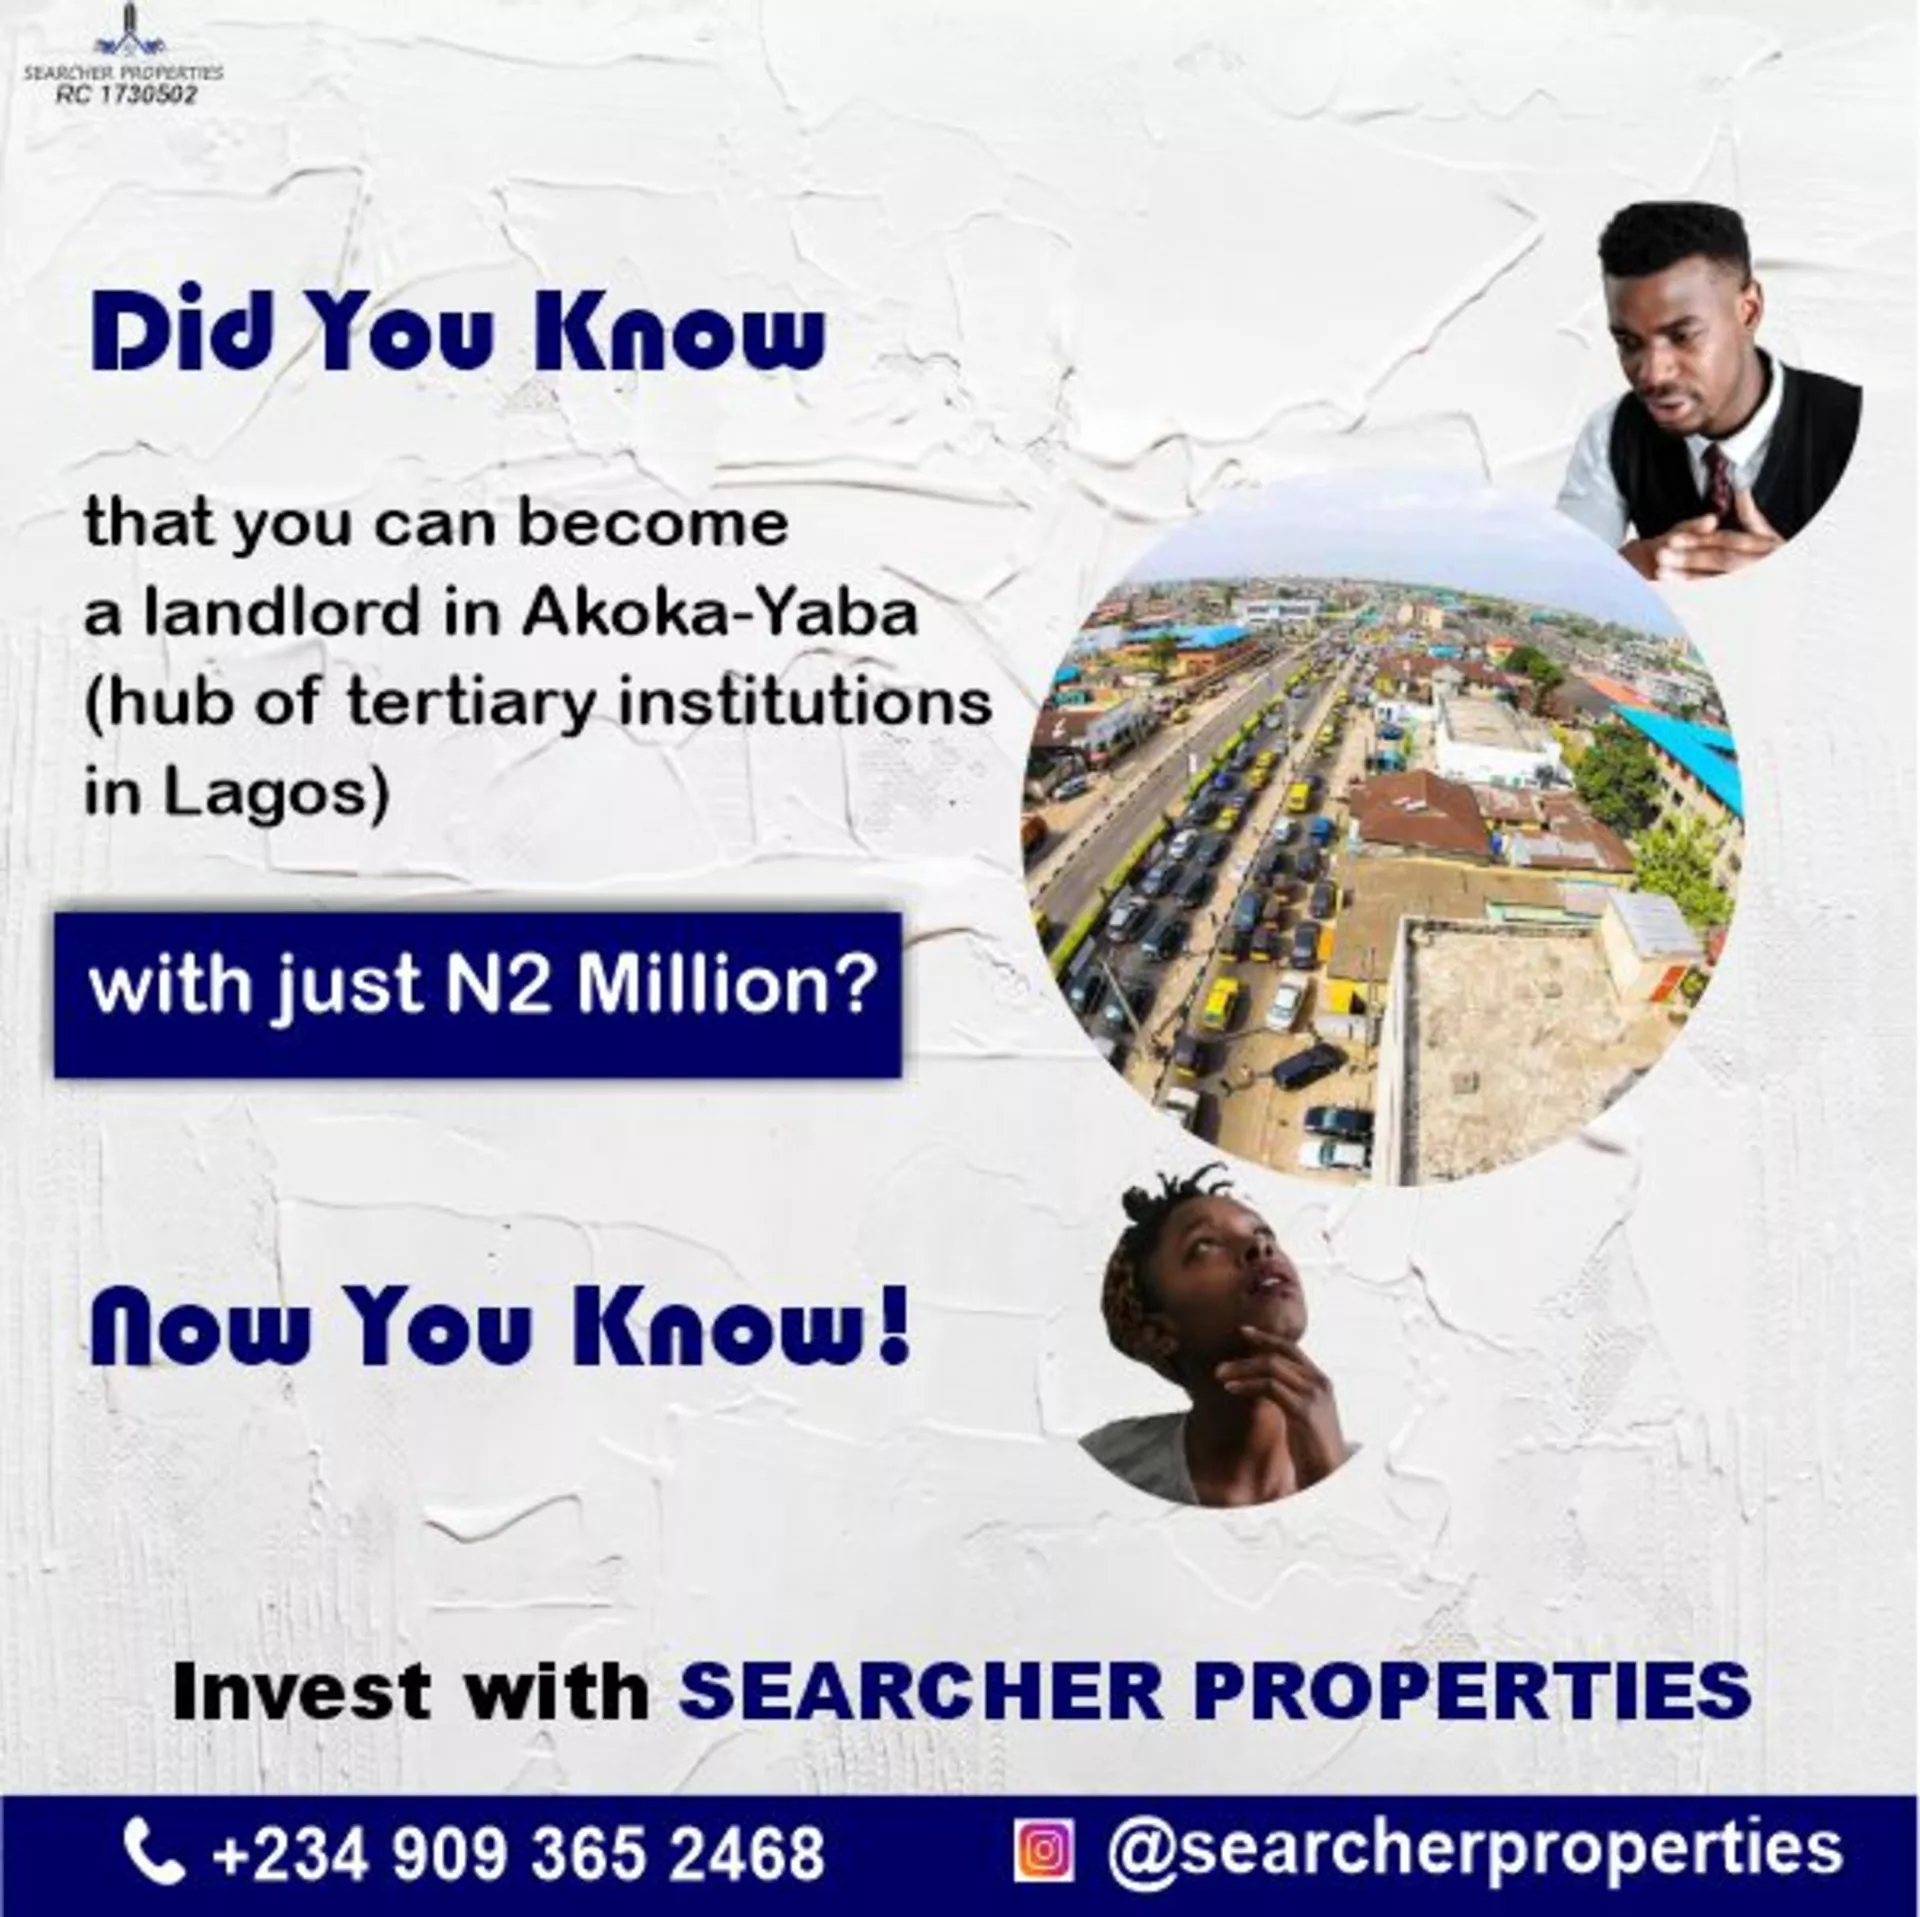 SEARCHER PROPERTIES
RC 1730502
Did You Know
that you can become
a landlord in Akoka-Yaba
(hub of tertiary institutions
in Lagos)
with just N2 Million?
Now You Know!
Invest with SEARCHER PROPERTIES
+234 909 365 2468
@searcherproperties